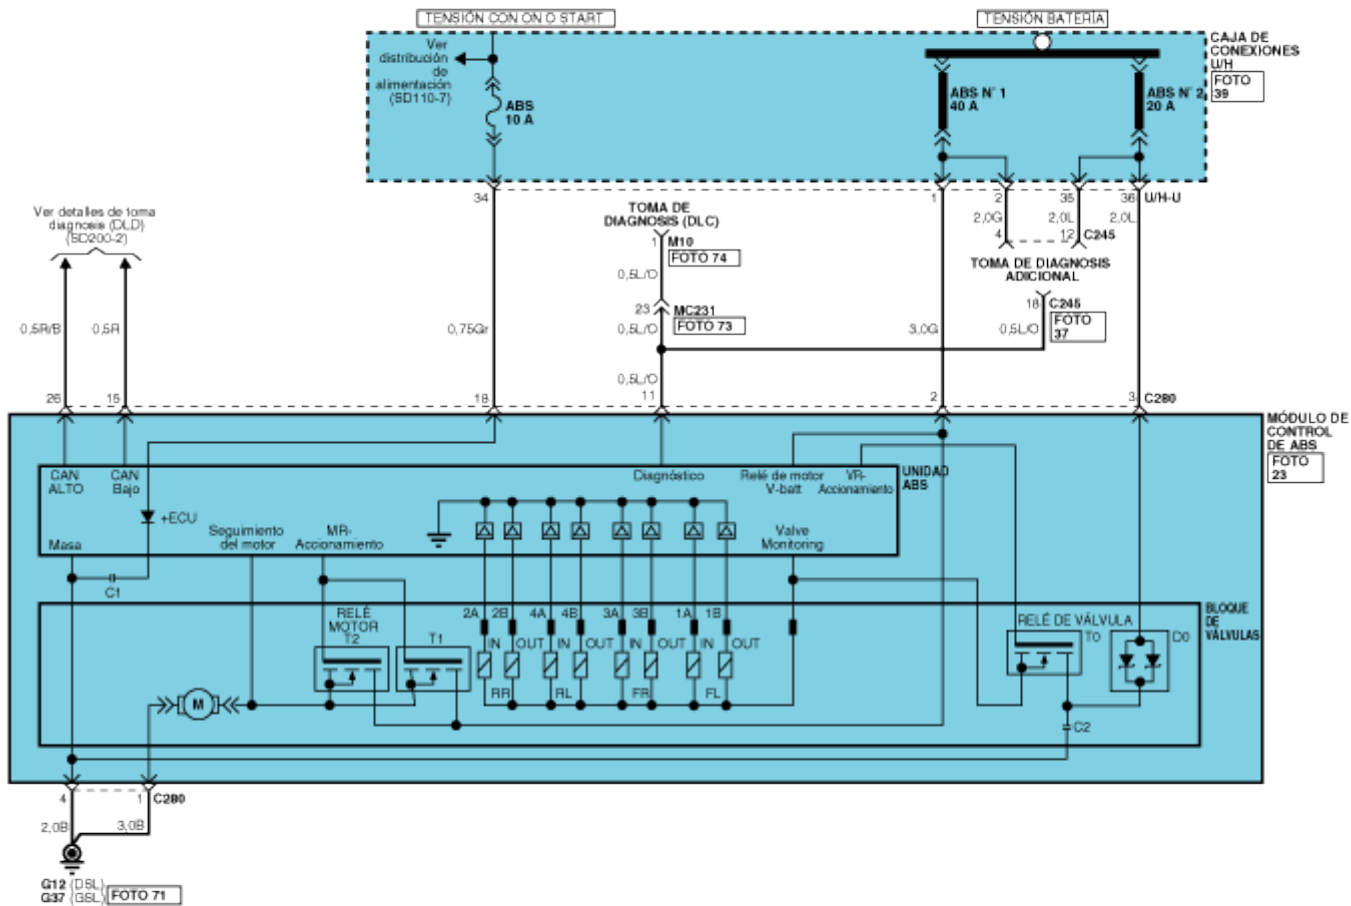 TENSIÓN CON ON O START
TENSIÓN BATERÍA
Ver
distribución
de
alimentación
(SD110-7)
ABS
10 A
ABS N° 1
40 A
ABS N° 2
20 A
CAJA DE
CONEXIONES
U/H
FOTO
39
34
1
2
35
36
U/H-U
2,0G
2,0L
2,0L
4
12
C245
TOMA DE DIAGNOSIS
ADICIONAL
18
C245
FOTO
37
0,5L/O
TOMA DE
DIAGNOSIS (DLC)
1
M10
FOTO 74
0,5L/O
23
MC231
FOTO 73
0,5L/O
0,5L/O
Ver detalles de toma
diagnosis (DLD)
(SD200-2)
0,5R/B
0,5R
0,75Gr
3,0G
26
15
18
11
2
3
C280
MÓDULO DE
CONTROL
DE ABS
FOTO
23
CAN
ALTO
CAN
Bajo
Diagnóstico
Relé de motor
V-batt
VR-
Accionamiento
UNIDAD
ABS
+ECU
Masa
Seguimiento
del motor
MR-
Accionamiento
Valve
Monitoring
C1
RELÉ
MOTOR
T2
T1
2A
2B
4A
4B
3A
3B
1A
1B
IN
OUT
IN
OUT
IN
OUT
IN
OUT
RR
RL
FR
FL
RELÉ DE VÁLVULA
T0
D0
BLOQUE
DE
VÁLVULAS
M
C2
4
1
C280
2,0B
3,0B
G12 (DSL)
G37 (GSL)
FOTO 71